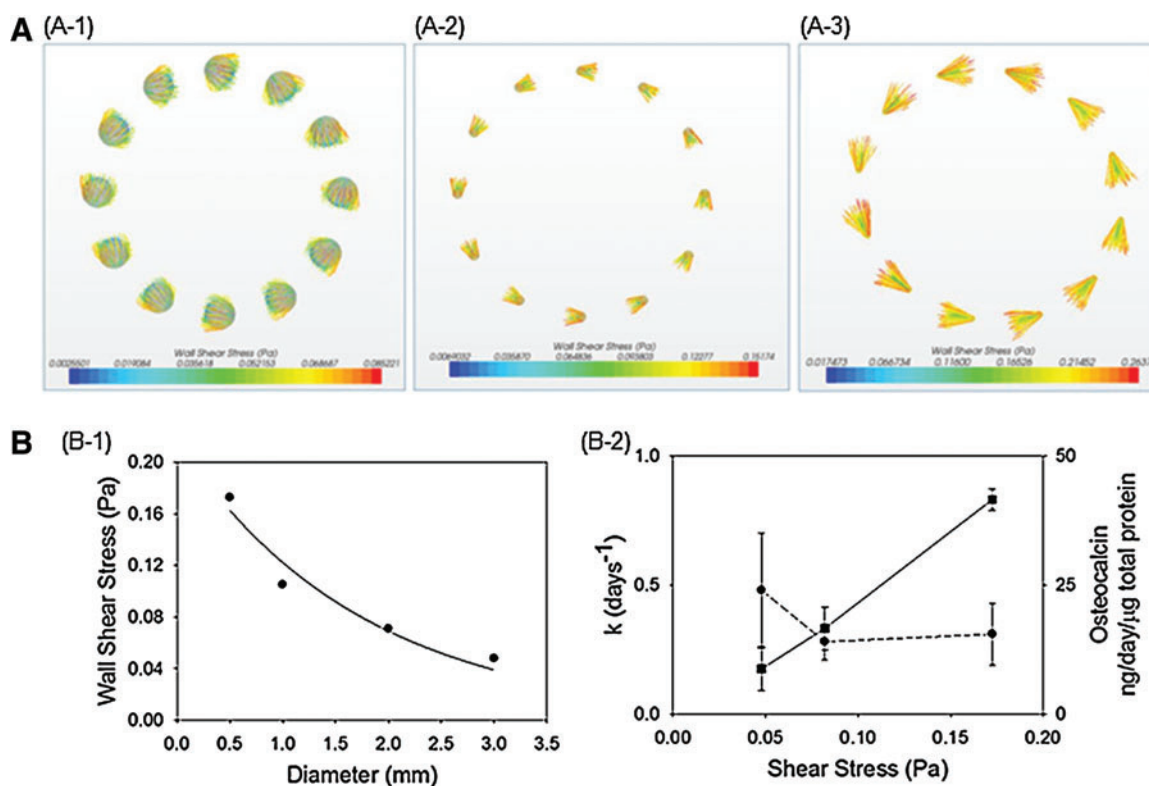 A (A-1) (A-2) (A-3)
Wall Shear Stress (Pa)
0.0025501 0.019084 0.035618 0.052153 0.068687 0.085221
Wall Shear Stress (Pa)
0.0069032 0.035870 0.064836 0.093803 0.12277 0.15174
Wall Shear Stress (Pa)
0.017473 0.066734 0.11600 0.16526 0.21452 0.2637
B (B-1) (B-2)
0.20
0.16
0.12
0.08
0.04
0.00
Wall Shear Stress (Pa)
0.0 0.5 1.0 1.5 2.0 2.5 3.0 3.5
Diameter (mm)
1.0
0.5
0.0
k (days-1)
50
25
0
Osteocalcin
ng/day/μg total protein
0.00 0.05 0.10 0.15 0.20
Shear Stress (Pa)